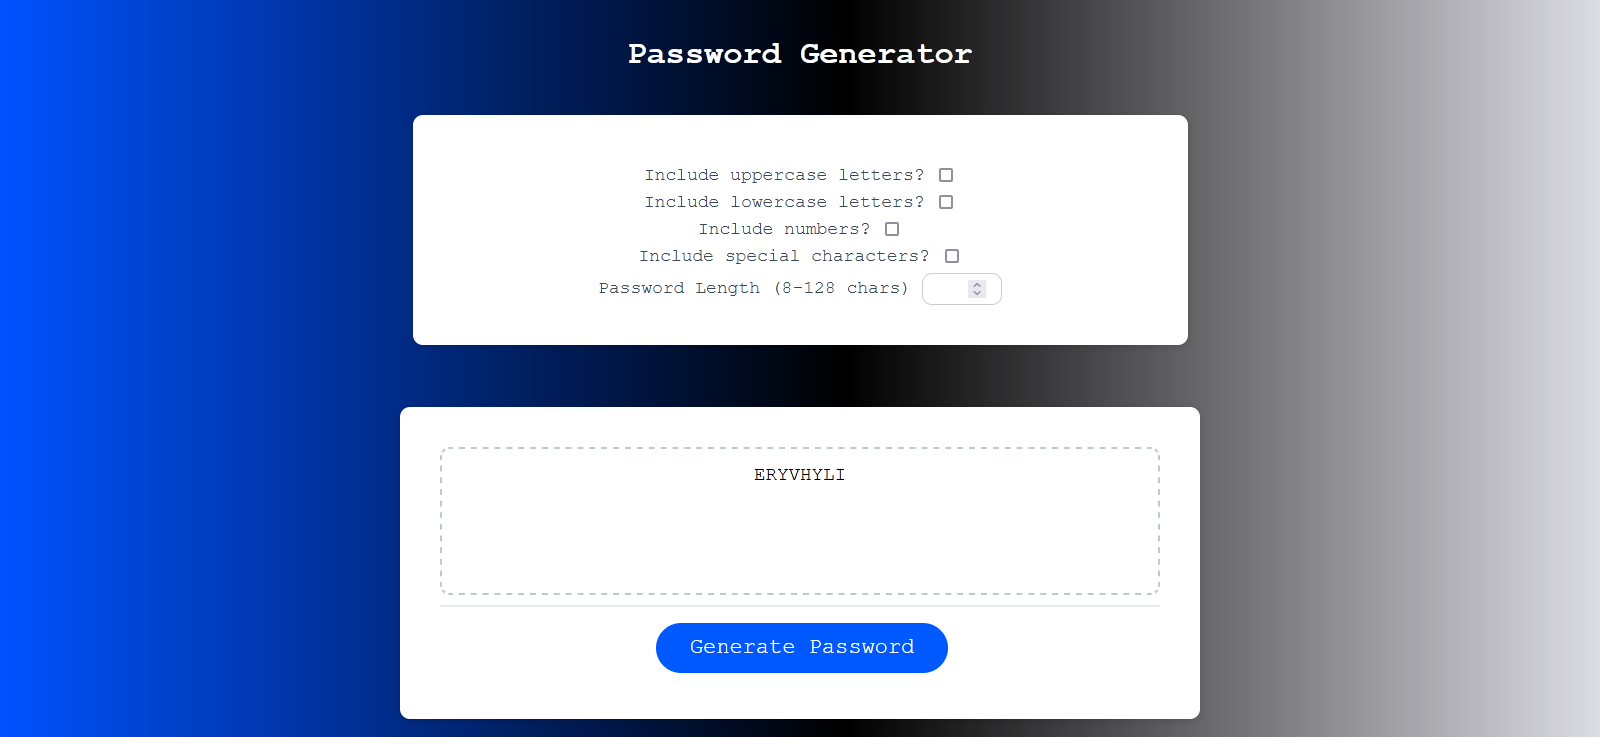 Password Generator
Include uppercase letters?
Include lowercase letters?
Include numbers?
Include special characters?
Password Length (8-128 chars)
ERYVHYLI
Generate Password